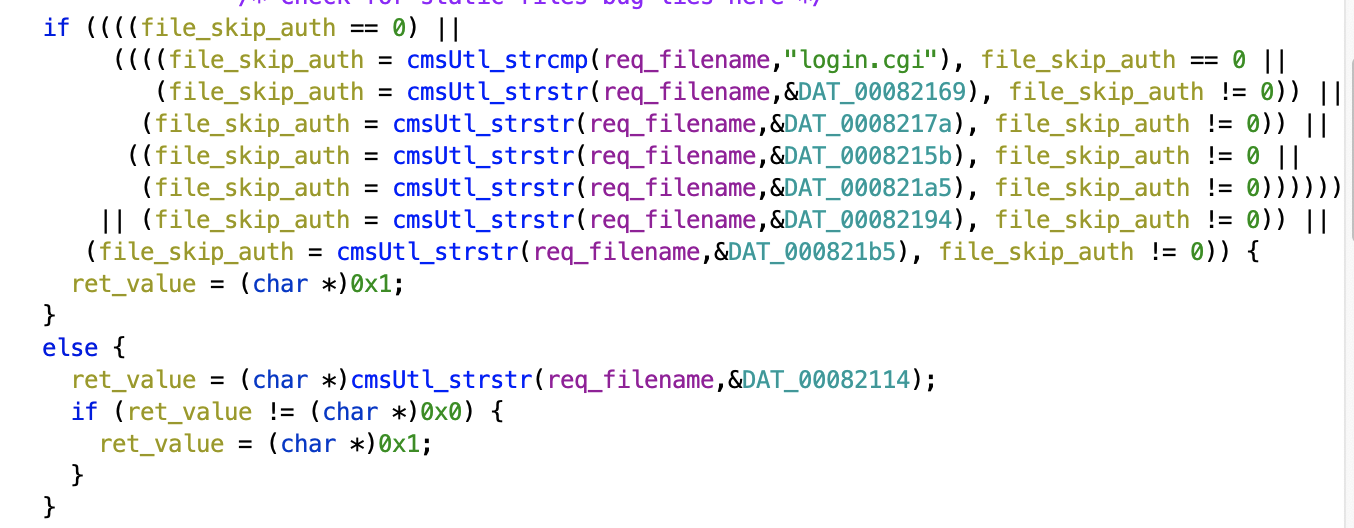 /* Check for static files bug lies here */
if ((((file_skip_auth == 0) ||
((((file_skip_auth = cmsUtl_strcmp(req_filename,"login.cgi"), file_skip_auth == 0 ||
(file_skip_auth = cmsUtl_strstr(req_filename,&DAT_00082169), file_skip_auth != 0)) ||
(file_skip_auth = cmsUtl_strstr(req_filename,&DAT_0008217a), file_skip_auth != 0)) ||
((file_skip_auth = cmsUtl_strstr(req_filename,&DAT_0008215b), file_skip_auth != 0 ||
(file_skip_auth = cmsUtl_strstr(req_filename,&DAT_000821a5), file_skip_auth != 0))))))
|| (file_skip_auth = cmsUtl_strstr(req_filename,&DAT_00082194), file_skip_auth != 0)) ||
(file_skip_auth = cmsUtl_strstr(req_filename,&DAT_000821b5), file_skip_auth != 0)) {
ret_value = (char *)0x1;
}
else {
ret_value = (char *)cmsUtl_strstr(req_filename,&DAT_00082114);
if (ret_value != (char *)0x0) {
ret_value = (char *)0x1;
}
}